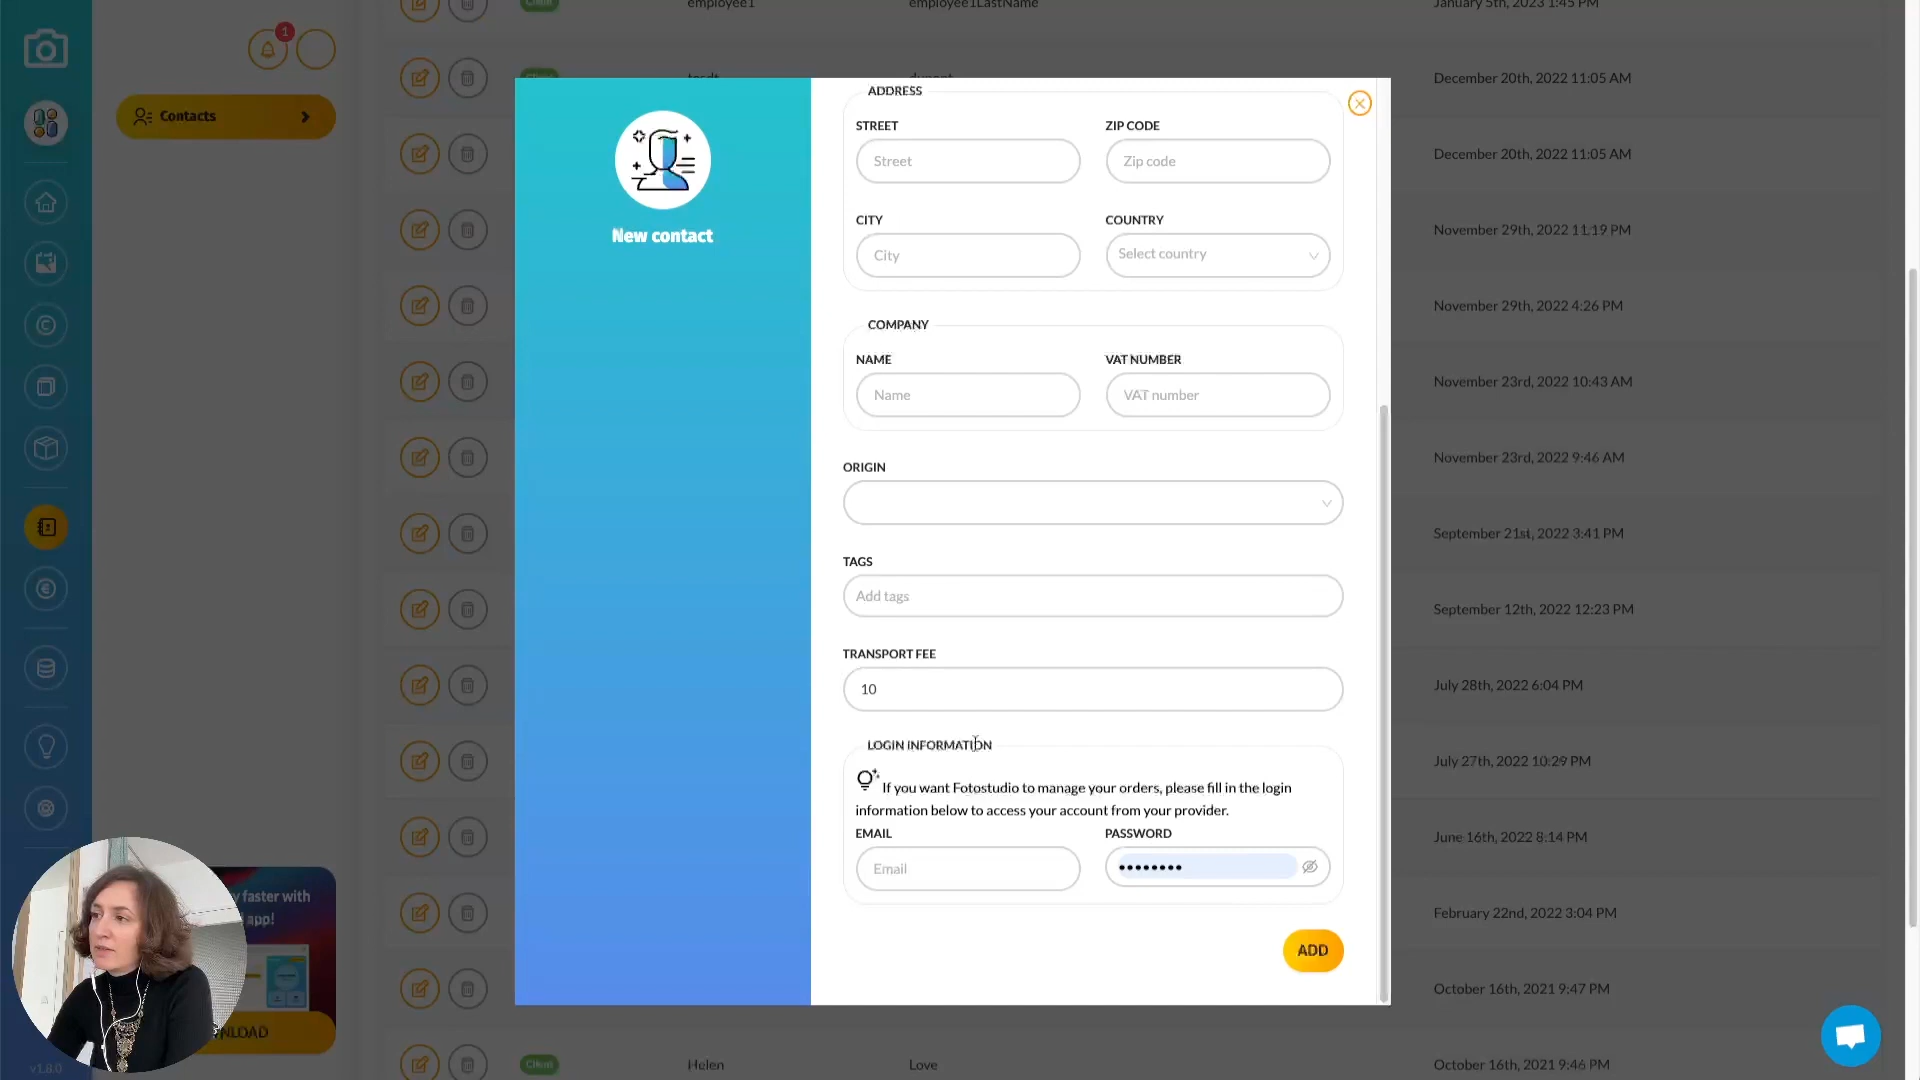 1
Contacts
employee1 employee1LastName January 5th, 2023 1:45 PM
dupont December 20th, 2022 11:05 AM
December 20th, 2022 11:05 AM
November 29th, 2022 11:19 PM
November 29th, 2022 4:26 PM
November 23rd, 2022 10:43 AM
November 23rd, 2022 9:46 AM
September 21st, 2022 3:41 PM
September 12th, 2022 12:23 PM
July 28th, 2022 6:04 PM
July 27th, 2022 10:29 PM
June 16th, 2022 8:14 PM
February 22nd, 2022 3:04 PM
October 16th, 2021 9:47 PM
Client Helen Love October 16th, 2021 9:46 PM
New contact
ADDRESS
STREET ZIP CODE
Street Zip code
CITY COUNTRY
City Select country
COMPANY
NAME VAT NUMBER
Name VAT number
ORIGIN
TAGS
Add tags
TRANSPORT FEE
10
LOGIN INFORMATION
If you want Fotostudio to manage your orders, please fill in the login
information below to access your account from your provider.
EMAIL PASSWORD
Email ••••••••
ADD
faster with
app!
v1.8.0